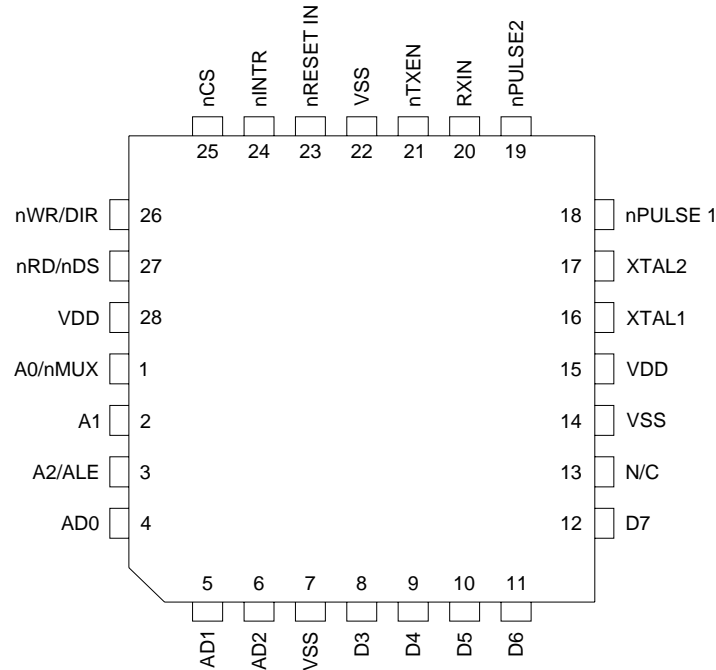 nCS
nINTR
nRESET IN
VSS
nTXEN
RXIN
nPULSE2
25 24 23 22 21 20 19
nWR/DIR 26 18 nPULSE 1
nRD/nDS 27 17 XTAL2
VDD 28 16 XTAL1
A0/nMUX 1 15 VDD
A1 2 14 VSS
A2/ALE 3 13 N/C
AD0 4 12 D7
5 6 7 8 9 10 11
AD1
AD2
VSS
D3
D4
D5
D6